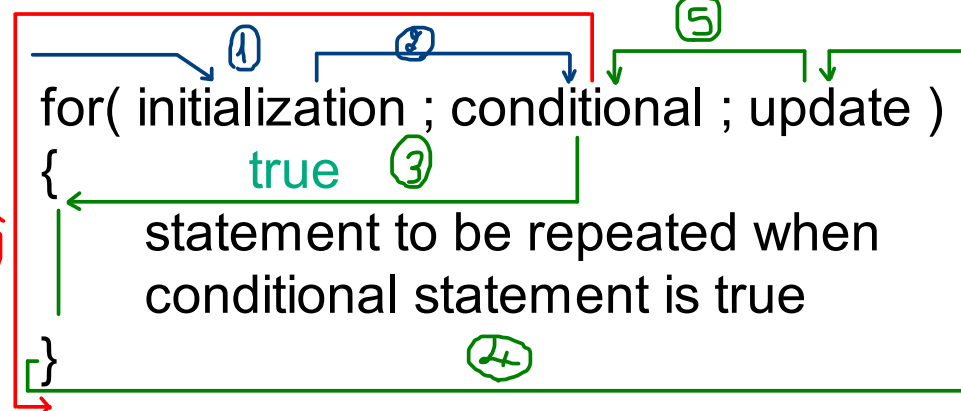 ① ② ⑤
for( initialization ; conditional ; update )
{ true ③
statement to be repeated when
conditional statement is true
} ④